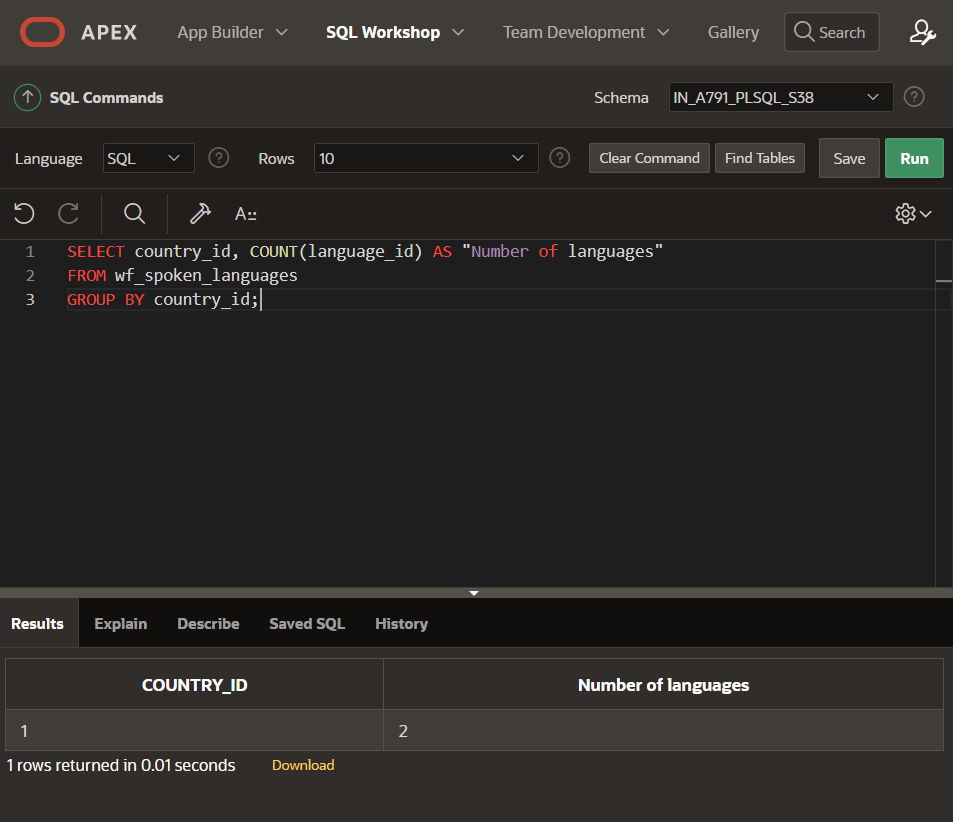 APEX App Builder SQL Workshop Team Development Gallery Search
SQL Commands Schema IN_A791_PLSQL_S38 ?
Language SQL ? Rows 10 ? Clear Command Find Tables Save Run
A::
1 SELECT country_id, COUNT(language_id) AS "Number of languages"
2 FROM wf_spoken_languages
3 GROUP BY country_id;
Results Explain Describe Saved SQL History
COUNTRY_ID Number of languages
1 2
1 rows returned in 0.01 seconds Download